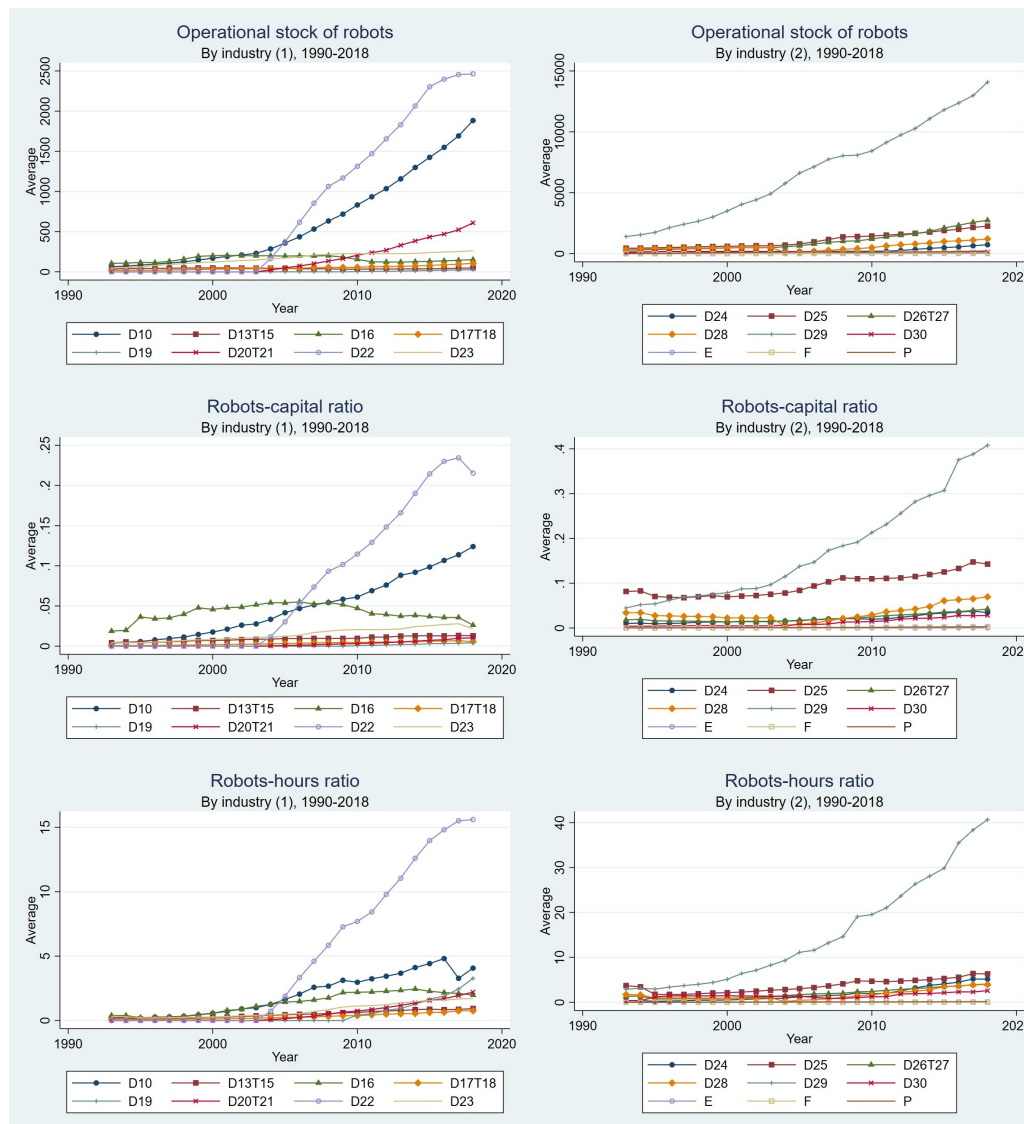 Operational stock of robots
By industry (1), 1990-2018
Average
0
500
1000
1500
2000
2500
1990
2000
2010
2020
Year
D10 D13T15 D16 D17T18
D19 D20T21 D22 D23
Operational stock of robots
By industry (2), 1990-2018
Average
0
5000
10000
15000
1990
2000
2010
202
Year
D24 D25 D26T27
D28 D29 D30
E F P
Robots-capital ratio
By industry (1), 1990-2018
Average
0
.05
.1
.15
.2
.25
1990
2000
2010
2020
Year
D10 D13T15 D16 D17T18
D19 D20T21 D22 D23
Robots-capital ratio
By industry (2), 1990-2018
Average
0
.1
.2
.3
.4
1990
2000
2010
202
Year
D24 D25 D26T27
D28 D29 D30
E F P
Robots-hours ratio
By industry (1), 1990-2018
Average
0
5
10
15
1990
2000
2010
2020
Year
D10 D13T15 D16 D17T18
D19 D20T21 D22 D23
Robots-hours ratio
By industry (2), 1990-2018
Average
0
10
20
30
40
1990
2000
2010
202
Year
D24 D25 D26T27
D28 D29 D30
E F P